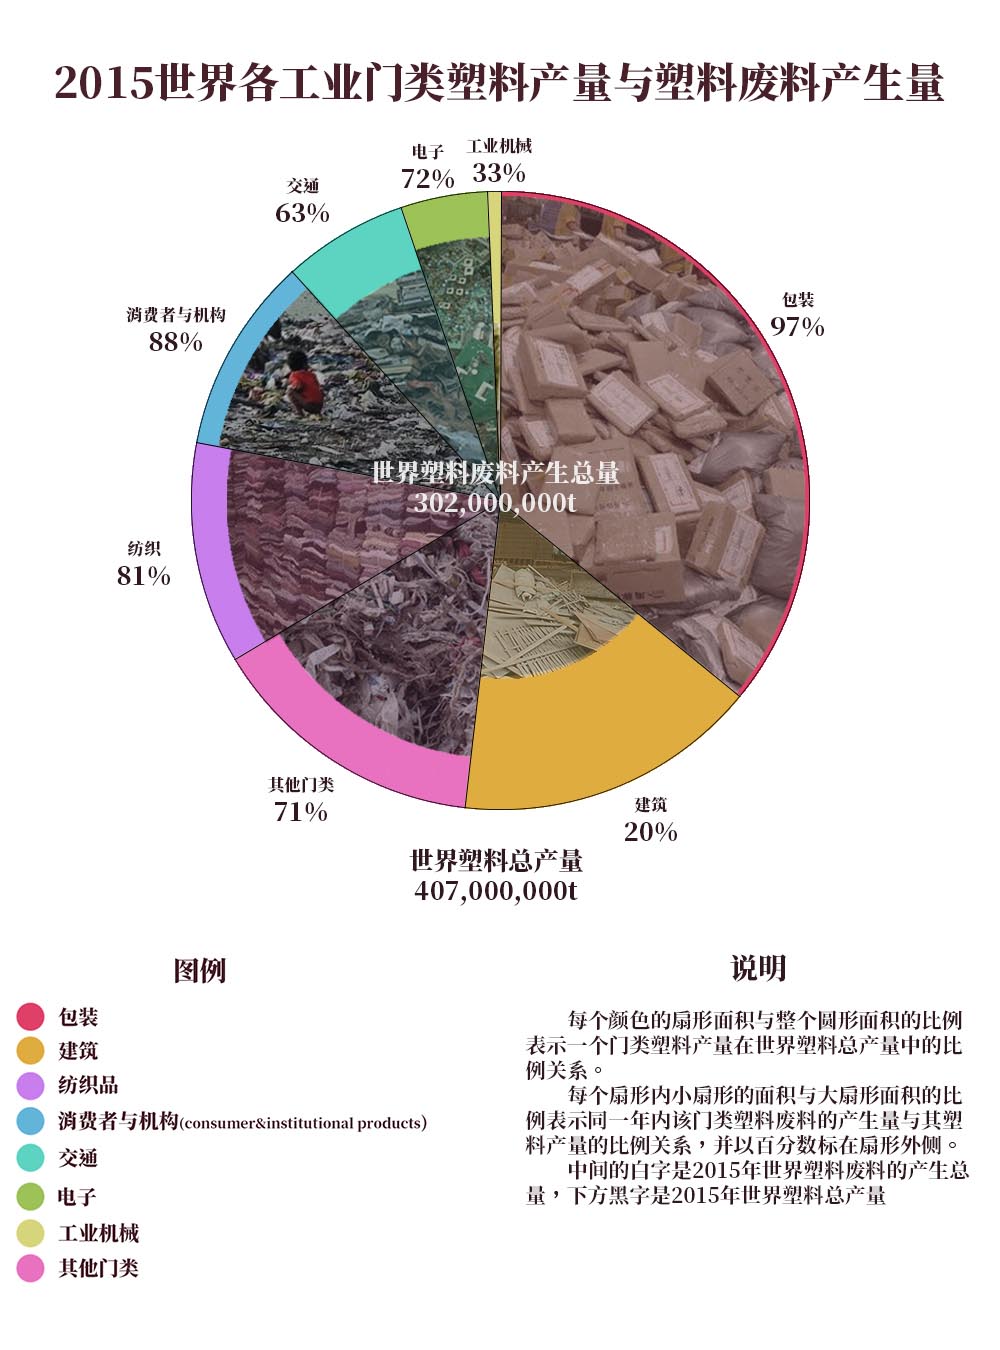 2015世界各工业门类塑料产量与塑料废料产生量
电子
72%
工业机械
33%
交通
63%
包装
97%
消费者与机构
88%
世界塑料废料产生总量
302,000,000t
纺织
81%
其他门类
71%
建筑
20%
世界塑料总产量
407,000,000t
图例
包装
建筑
纺织品
消费者与机构(consumer&institutional products)
交通
电子
工业机械
其他门类
说明
每个颜色的扇形面积与整个圆形面积的比例
表示一个门类塑料产量在世界塑料总产量中的比
例关系。
每个扇形内小扇形的面积与大扇形面积的比
例表示同一年内该门类塑料废料的产生量与其塑
料产量的比例关系，并以百分数标在扇形外侧。
中间的白字是2015年世界塑料废料的产生总
量，下方黑字是2015年世界塑料总产量